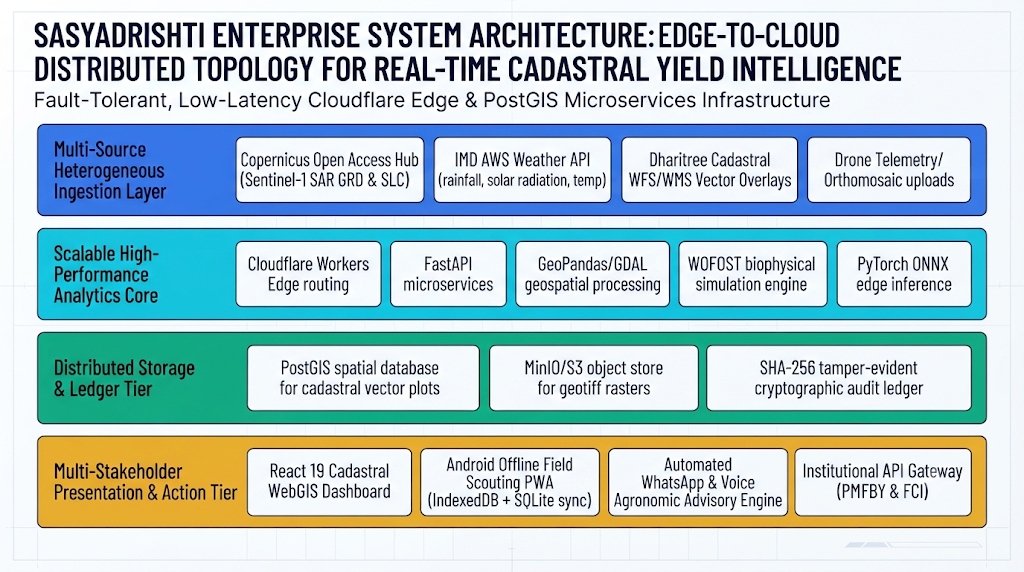 SASYADRISHTI ENTERPRISE SYSTEM ARCHITECTURE: EDGE-TO-CLOUD
DISTRIBUTED TOPOLOGY FOR REAL-TIME CADASTRAL YIELD INTELLIGENCE
Fault-Tolerant, Low-Latency Cloudflare Edge & PostGIS Microservices Infrastructure
Multi-Source
Heterogeneous
Ingestion Layer
Copernicus Open Access Hub
(Sentinel-1 SAR GRD & SLC)
IMD AWS Weather API
(rainfall, solar radiation, temp)
Dharitree Cadastral
WFS/WMS Vector Overlays
Drone Telemetry/
Orthomosaic uploads
Scalable High-
Performance
Analytics Core
Cloudflare Workers
Edge routing
FastAPI
microservices
GeoPandas/GDAL
geospatial processing
WOFOST biophysical
simulation engine
PyTorch ONNX
edge inference
Distributed Storage
& Ledger Tier
PostGIS spatial database
for cadastral vector plots
MinIO/S3 object store
for geotiff rasters
SHA-256 tamper-evident
cryptographic audit ledger
Multi-Stakeholder
Presentation & Action Tier
React 19 Cadastral
WebGIS Dashboard
Android Offline Field
Scouting PWA
(IndexedDB + SQLite sync)
Automated
WhatsApp & Voice
Agronomic Advisory Engine
Institutional API Gateway
(PMFBY & FCI)